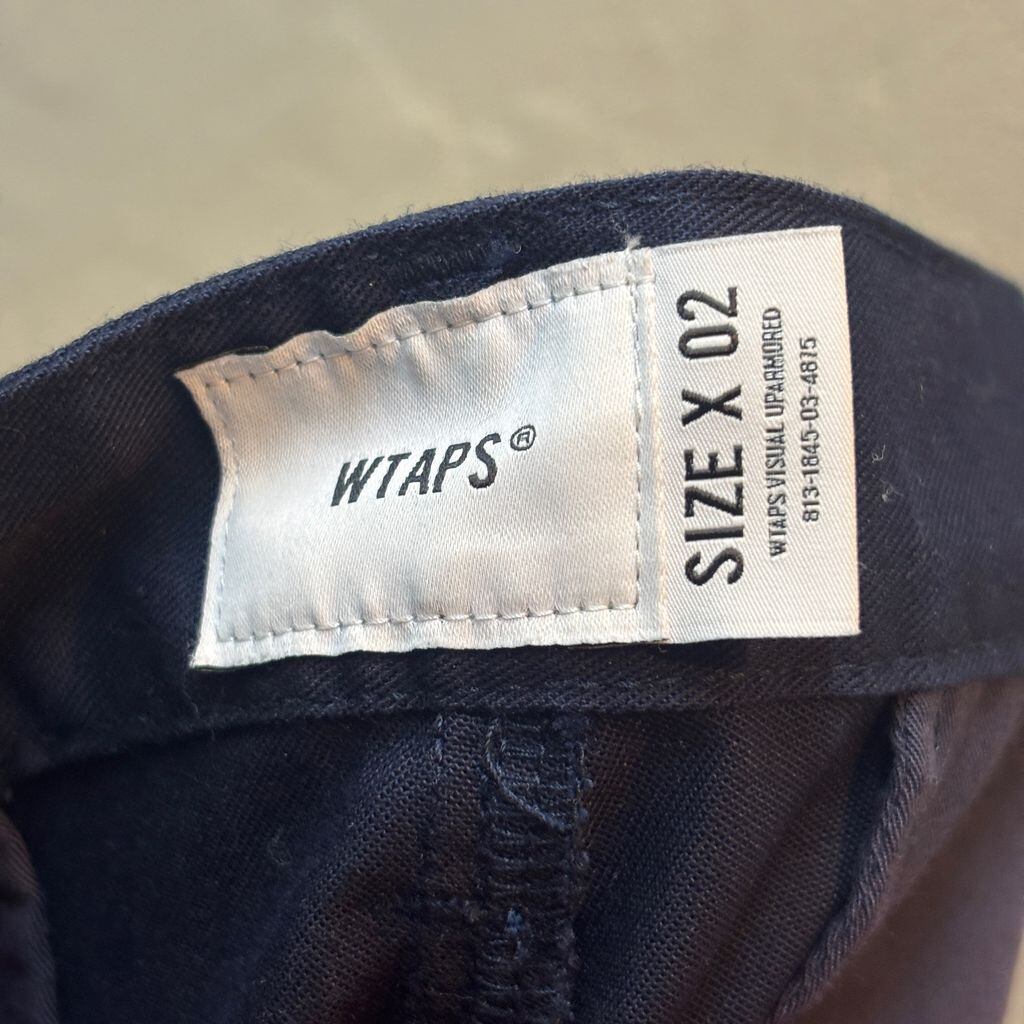 WTAPS®
SIZE X 02
WTAPS VISUAL UPARMORED
813-1845-03-4875